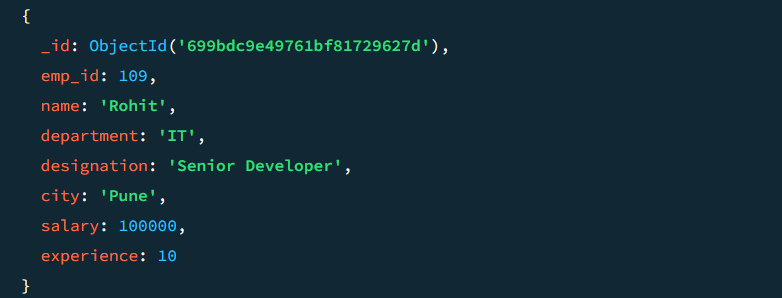 {
_id: ObjectId('699bdc9e49761bf81729627d'),
emp_id: 109,
name: 'Rohit',
department: 'IT',
designation: 'Senior Developer',
city: 'Pune',
salary: 100000,
experience: 10
}